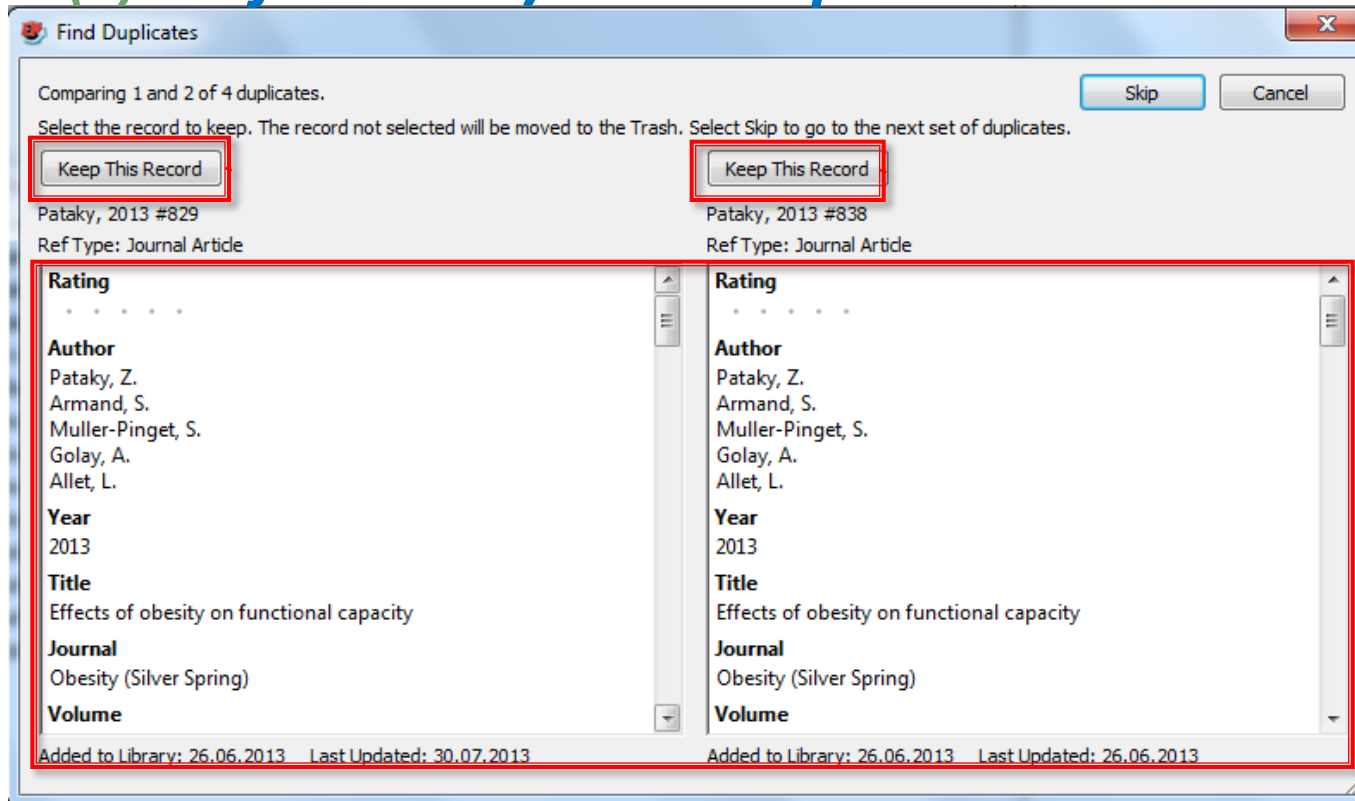 Find Duplicates
Comparing 1 and 2 of 4 duplicates.
Skip
Cancel
Select the record to keep. The record not selected will be moved to the Trash. Select Skip to go to the next set of duplicates.
Keep This Record
Keep This Record
Pataky, 2013 #829
Pataky, 2013 #838
Ref Type: Journal Article
Ref Type: Journal Article
Rating
Author
Pataky, Z.
Armand, S.
Muller-Pinget, S.
Golay, A.
Allet, L.
Year
2013
Title
Effects of obesity on functional capacity
Journal
Obesity (Silver Spring)
Volume
Added to Library: 26.06.2013 Last Updated: 30.07.2013
Rating
Author
Pataky, Z.
Armand, S.
Muller-Pinget, S.
Golay, A.
Allet, L.
Year
2013
Title
Effects of obesity on functional capacity
Journal
Obesity (Silver Spring)
Volume
Added to Library: 26.06.2013 Last Updated: 26.06.2013